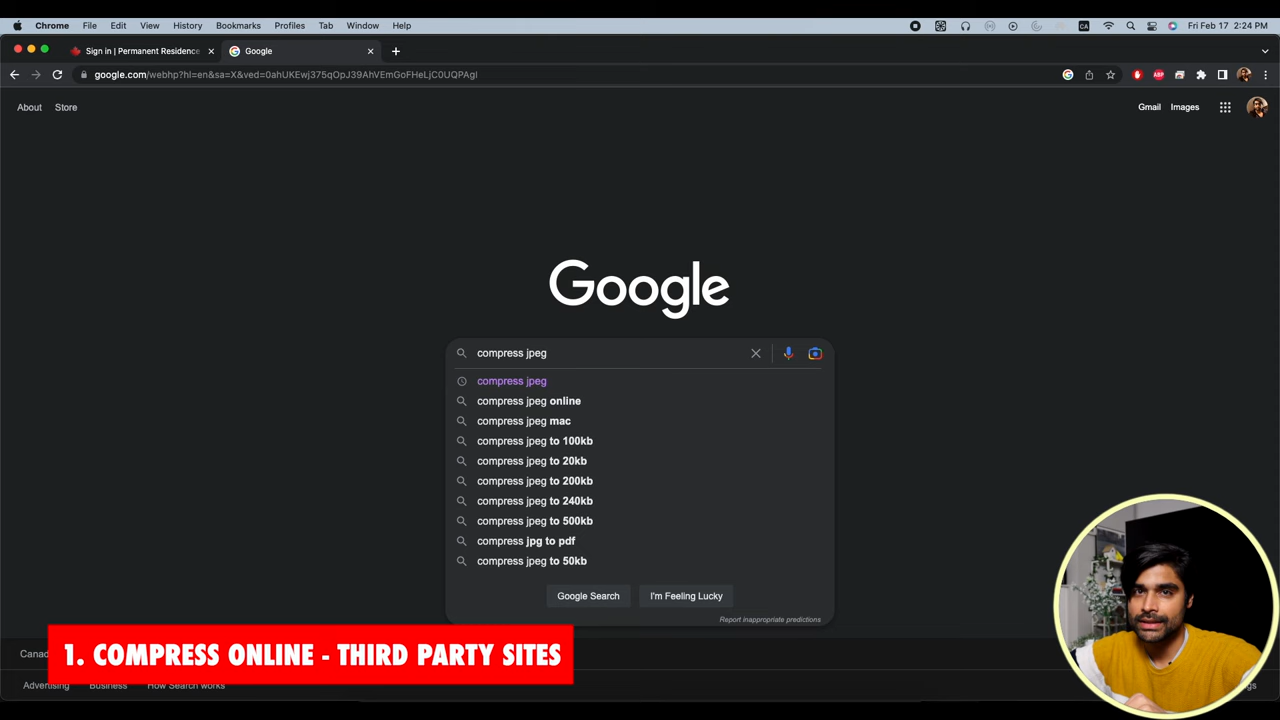 Chrome File Edit View History Bookmarks Profiles Tab Window Help CA Fri Feb 17 2:24 PM
Sign in | Permanent Residence Google
google.com/webhp?hl=en&sa=X&ved=0ahUKEwj375qOpJ39AhVEmGoFHeLjC0UQPAgI ABP
About Store Gmail Images
Google
compress jpeg
compress jpeg
compress jpeg online
compress jpeg mac
compress jpeg to 100kb
compress jpeg to 20kb
compress jpeg to 200kb
compress jpeg to 240kb
compress jpeg to 500kb
compress jpg to pdf
compress jpeg to 50kb
Google Search I'm Feeling Lucky
Report inappropriate predictions
1. COMPRESS ONLINE - THIRD PARTY SITES
Advertising Business How Search works